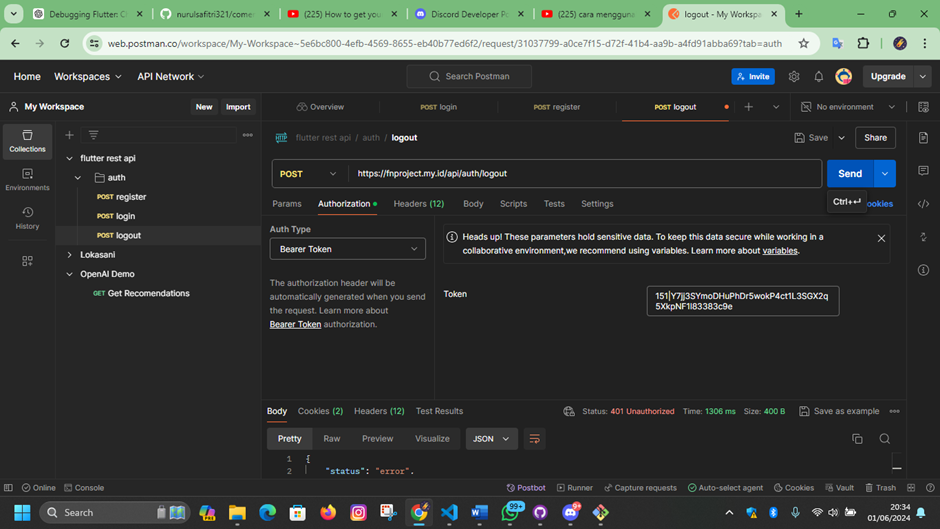 Debugging Flutter: C
nurulsafitri321/comer
(225) How to get your
Discord Developer Po
(225) cara mengguna
logout - My Workspa
web.postman.co/workspace/My-Workspace~5e6bc800-4efb-4569-8655-eb40b77ed6f2/request/31037799-a0ce7f15-d72f-41b4-aa9b-a4fd91abba69?tab=auth
Home Workspaces API Network Search Postman Invite Upgrade
My Workspace New Import
Overview POST login POST register POST logout No environment
Collections
Environments
History
flutter rest api
auth
POST register
POST login
POST logout
Lokasani
OpenAI Demo
GET Get Recomendations
flutter rest api / auth / logout Save Share
POST https://fnproject.my.id/api/auth/logout Send
Ctrl+↵
Params Authorization Headers (12) Body Scripts Tests Settings ookies
Auth Type
Bearer Token
The authorization header will be
automatically generated when you send
the request. Learn more about
Bearer Token authorization.
Heads up! These parameters hold sensitive data. To keep this data secure while working in a
collaborative environment,we recommend using variables. Learn more about variables.
Token
Body Cookies (2) Headers (12) Test Results Status: 401 Unauthorized Time: 1306 ms Size: 400 B Save as example
Pretty Raw Preview Visualize JSON
1 {
2 "status": "error".
Online Console Postbot Runner Capture requests Auto-select agent Cookies Vault Trash
Search
99+
20:34
01/06/2024